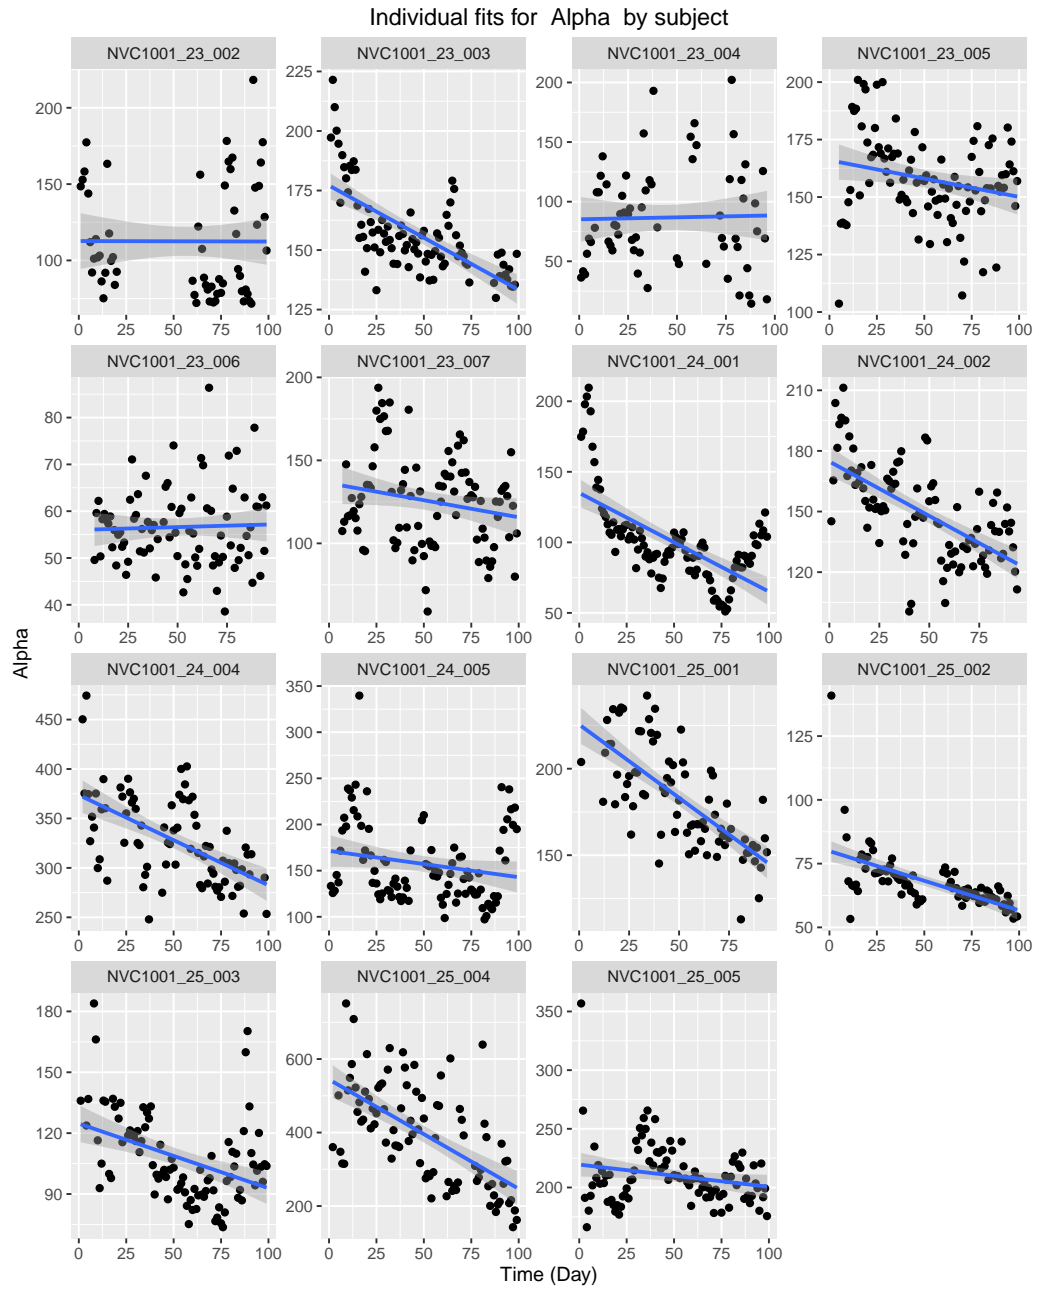 Individual fits for  Alpha  by subject
NVC1001_23_002 NVC1001_23_003 NVC1001_23_004 NVC1001_23_005
200 150 100
0 25 50 75 100
225 200 175 150 125
0 25 50 75 100
200 150 100 50
0 25 50 75 100
200 175 150 125 100
0 25 50 75 100
NVC1001_23_006 NVC1001_23_007 NVC1001_24_001 NVC1001_24_002
80 70 60 50 40
0 25 50 75
200 150 100
0 25 50 75 100
200 150 100 50
0 25 50 75 100
210 180 150 120
0 25 50 75
Alpha
NVC1001_24_004 NVC1001_24_005 NVC1001_25_001 NVC1001_25_002
450 400 350 300 250
0 25 50 75 100
350 300 250 200 150 100
0 25 50 75 100
200 150
0 25 50 75
125 100 75 50
0 25 50 75 100
NVC1001_25_003 NVC1001_25_004 NVC1001_25_005
180 150 120 90
0 25 50 75 100
600 400 200
0 25 50 75 100
350 300 250 200
0 25 50 75 100
Time (Day)